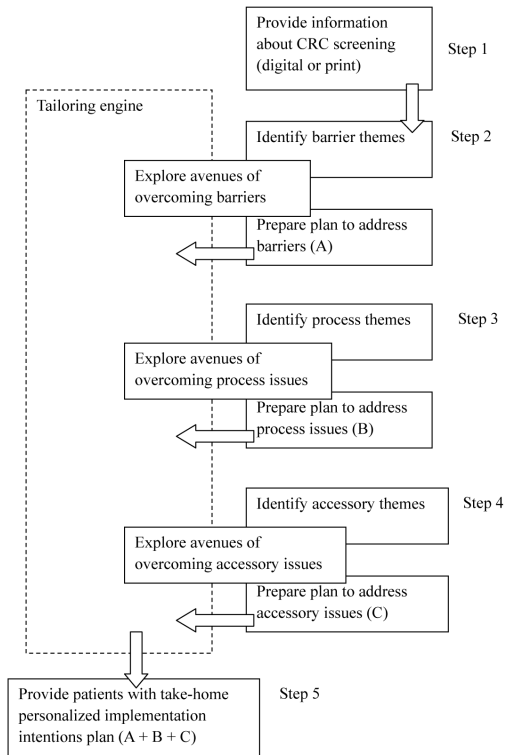 Provide information
about CRC screening
(digital or print)
Step 1
Tailoring engine
Identify barrier themes
Step 2
Explore avenues of
overcoming barriers
Prepare plan to address
barriers (A)
Identify process themes
Step 3
Explore avenues of
overcoming process issues
Prepare plan to address
process issues (B)
Identify accessory themes
Step 4
Explore avenues of
overcoming accessory issues
Prepare plan to address
accessory issues (C)
Provide patients with take-home
personalized implementation
intentions plan (A + B + C)
Step 5